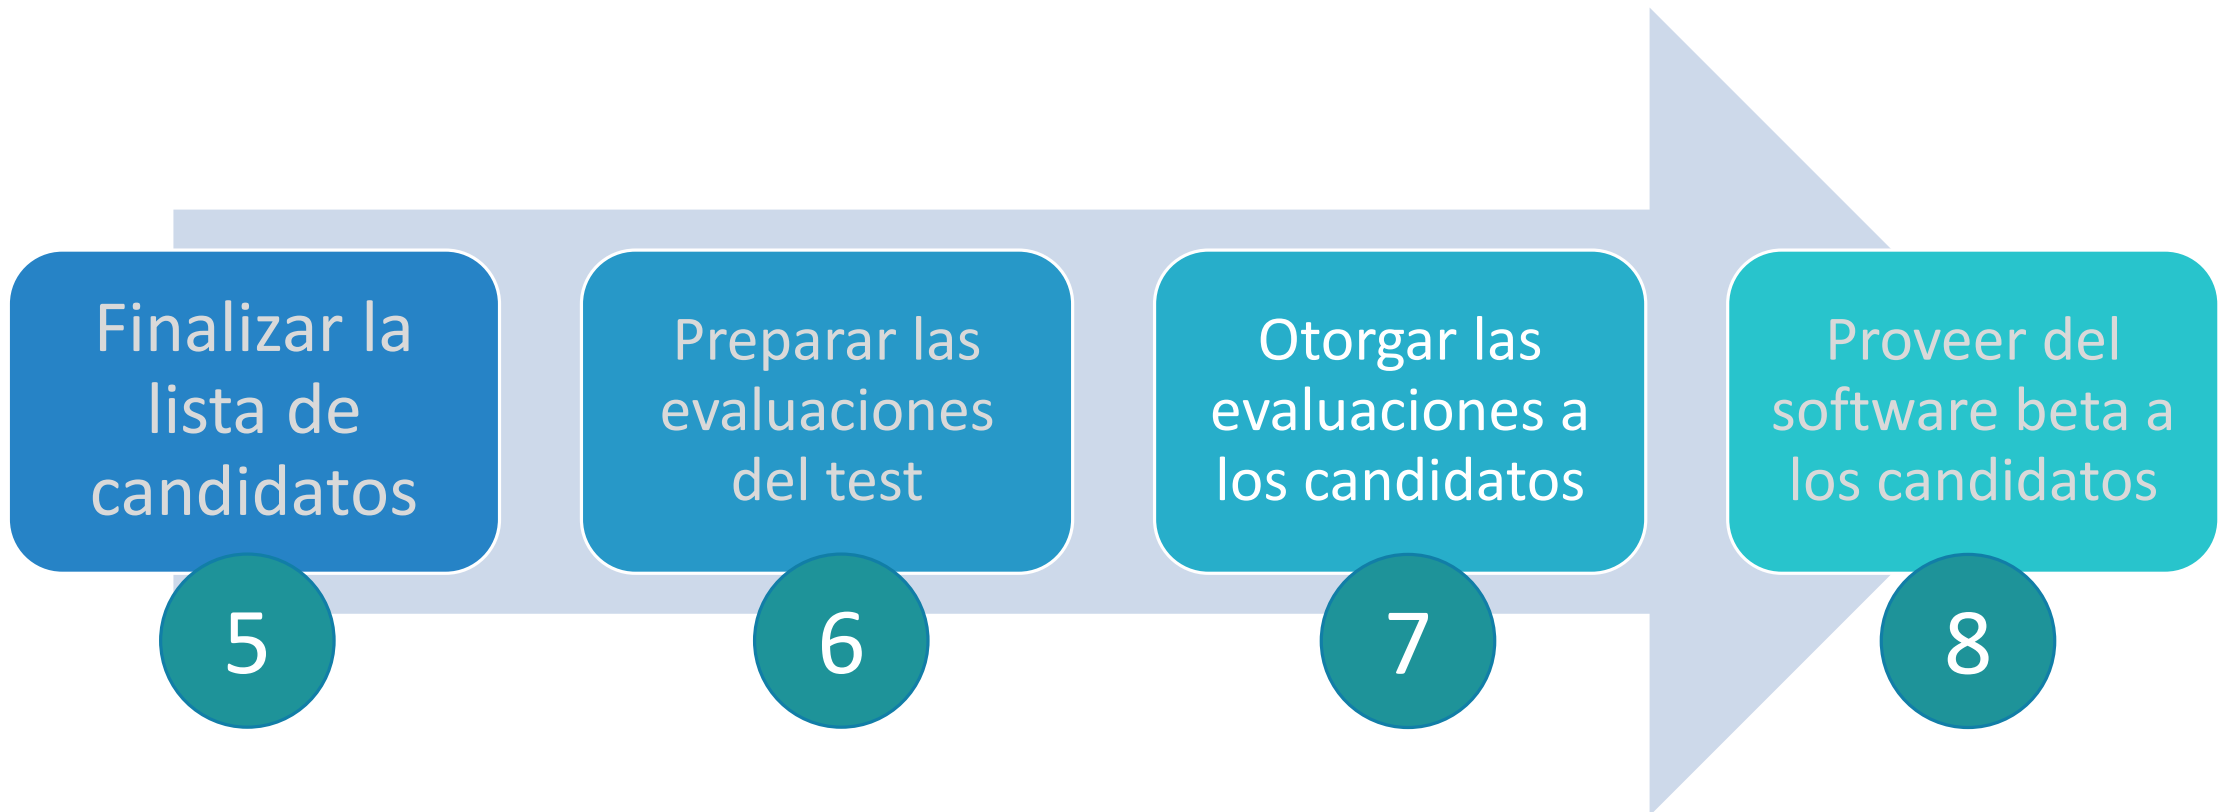 Finalizar la
lista de
candidatos
5
Preparar las
evaluaciones
del test
6
Otorgar las
evaluaciones a
los candidatos
7
Proveer del
software beta a
los candidatos
8